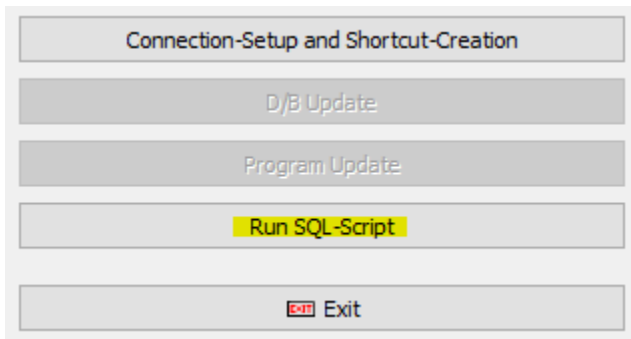 Connection-Setup and Shortcut-Creation
D/B Update
Program Update
Run SQL-Script
EXIT Exit